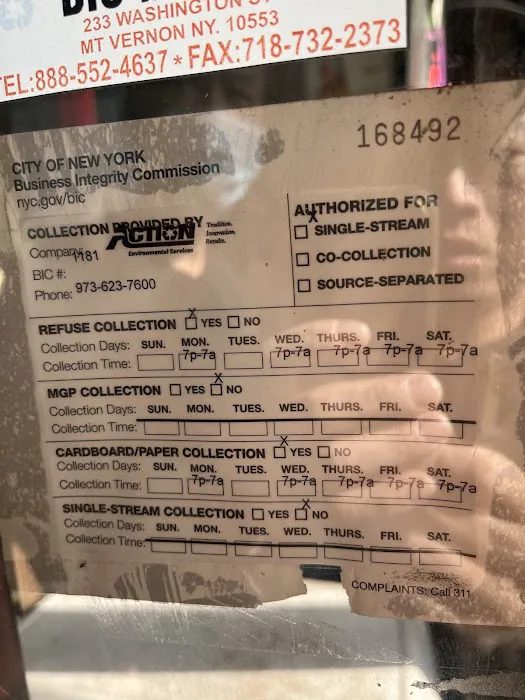 233 WASHINGTON
MT VERNON NY. 10553
TEL:888-552-4637 * FAX:718-732-2373
168492
CITY OF NEW YORK
Business Integrity Commission
nyc.gov/bic
COLLECTION PROVIDED BY
ACTION
Environmental Services
Tradition.
Innovation.
Results.
Company:
1181
BIC #:
Phone: 973-623-7600
AUTHORIZED FOR
X
SINGLE-STREAM
CO-COLLECTION
SOURCE-SEPARATED
REFUSE COLLECTION X YES NO
Collection Days: SUN. MON. TUES. WED. THURS. FRI. SAT.
Collection Time: 7p-7a 7p-7a 7p-7a 7p-7a 7p-7a
MGP COLLECTION YES X NO
Collection Days: SUN. MON. TUES. WED. THURS. FRI. SAT.
Collection Time:
CARDBOARD/PAPER COLLECTION X YES NO
Collection Days: SUN. MON. TUES. WED. THURS. FRI. SAT.
Collection Time: 7p-7a 7p-7a 7p-7a 7p-7a 7p-7a
SINGLE-STREAM COLLECTION YES X NO
Collection Days: SUN. MON. TUES. WED. THURS. FRI. SAT.
Collection Time:
COMPLAINTS: Call 311